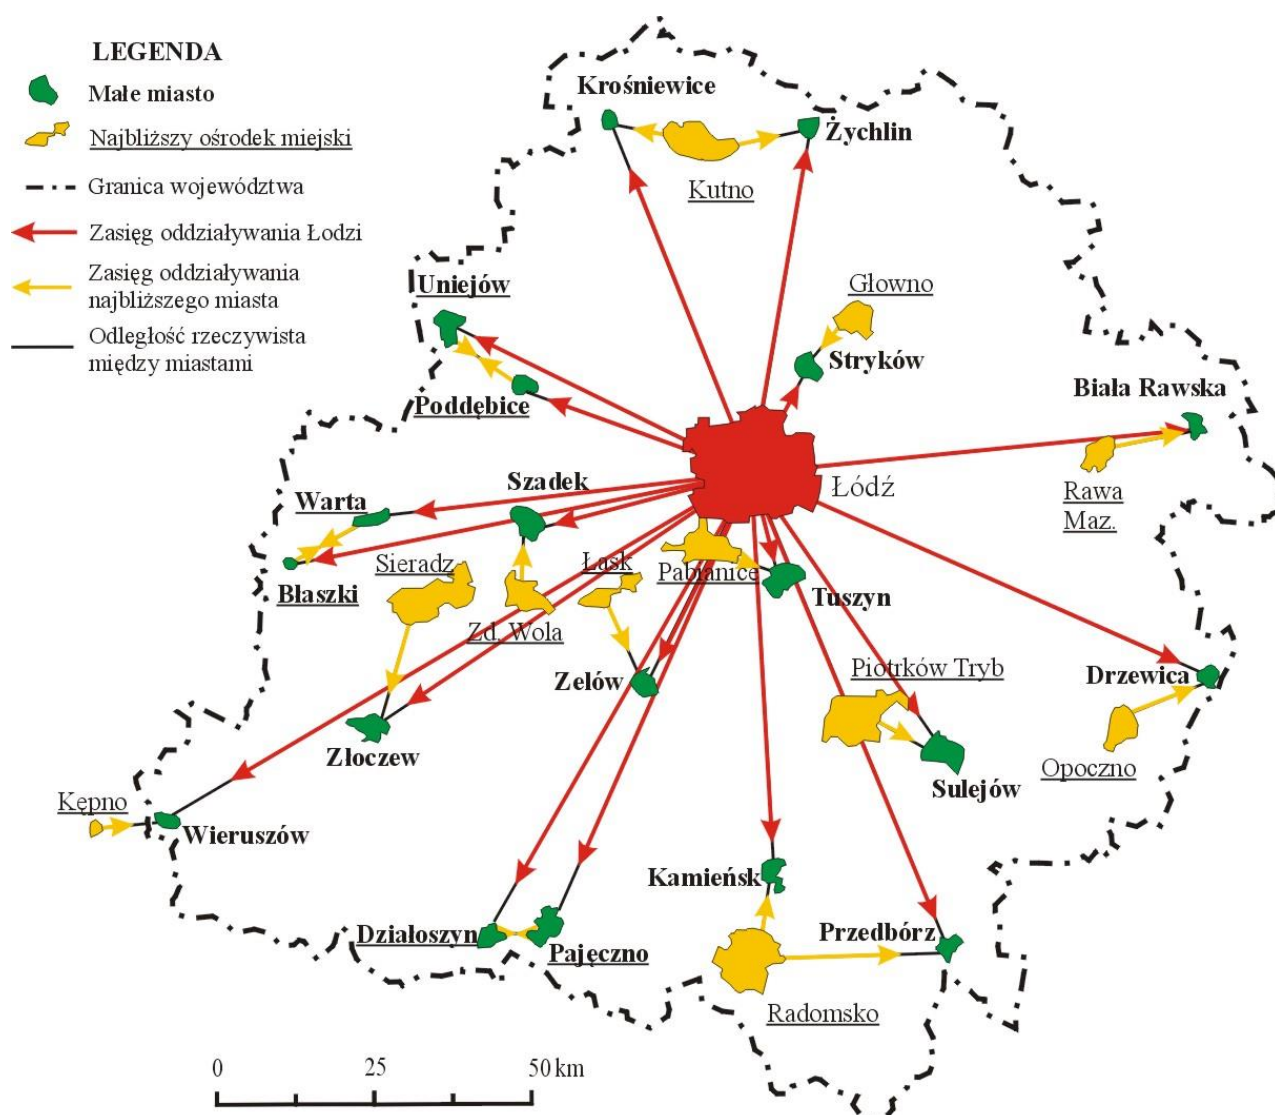 LEGENDA
Małe miasto
Najbliższy ośrodek miejski
Granica województwa
Zasięg oddziaływania Łodzi
Zasięg oddziaływania
najbliższego miasta
Odległość rzeczywista
między miastami
Krośniewice
Żychlin
Kutno
Uniejów
Głowno
Stryków
Poddębice
Biała Rawska
Szadek
Łódź
Warta
Rawa
Maz.
Sieradz
Łask
Pabianice
Błaszki
Tuszyn
Zd. Wola
Zelów
Piotrków Tryb
Drzewica
Złoczew
Opoczno
Sulejów
Kępno
Wieruszów
Kamieńsk
Działoszyn
Pajęczno
Przedbórz
Radomsko
0 25 50 km